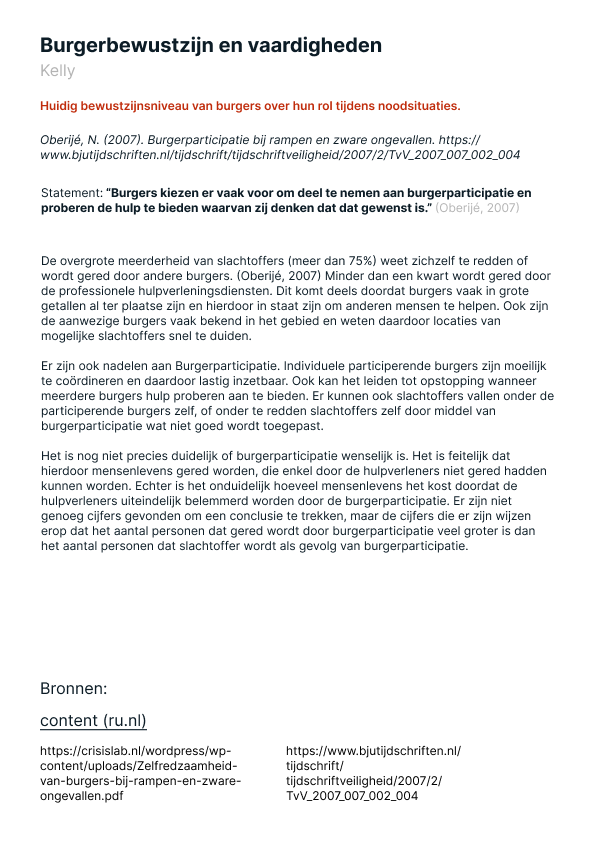 Burgerbewustzijn en vaardigheden
Kelly
Huidig bewustzijnsniveau van burgers over hun rol tijdens noodsituaties.
Oberijé, N. (2007). Burgerparticipatie bij rampen en zware ongevallen. https://
www.bjutijdschriften.nl/tijdschrift/tijdschriftveiligheid/2007/2/TvV_2007_007_002_004
Statement: “Burgers kiezen er vaak voor om deel te nemen aan burgerparticipatie en
proberen de hulp te bieden waarvan zij denken dat dat gewenst is.” (Oberijé, 2007)
De overgrote meerderheid van slachtoffers (meer dan 75%) weet zichzelf te redden of
wordt gered door andere burgers. (Oberijé, 2007) Minder dan een kwart wordt gered door
de professionele hulpverleningsdiensten. Dit komt deels doordat burgers vaak in grote
getallen al ter plaatse zijn en hierdoor in staat zijn om anderen mensen te helpen. Ook zijn
de aanwezige burgers vaak bekend in het gebied en weten daardoor locaties van
mogelijke slachtoffers snel te duiden.
Er zijn ook nadelen aan Burgerparticipatie. Individuele participerende burgers zijn moeilijk
te coördineren en daardoor lastig inzetbaar. Ook kan het leiden tot opstopping wanneer
meerdere burgers hulp proberen aan te bieden. Er kunnen ook slachtoffers vallen onder de
participerende burgers zelf, of onder te redden slachtoffers zelf door middel van
burgerparticipatie wat niet goed wordt toegepast.
Het is nog niet precies duidelijk of burgerparticipatie wenselijk is. Het is feitelijk dat
hierdoor mensenlevens gered worden, die enkel door de hulpverleners niet gered hadden
kunnen worden. Echter is het onduidelijk hoeveel mensenlevens het kost doordat de
hulpverleners uiteindelijk belemmerd worden door de burgerparticipatie. Er zijn niet
genoeg cijfers gevonden om een conclusie te trekken, maar de cijfers die er zijn wijzen
erop dat het aantal personen dat gered wordt door burgerparticipatie veel groter is dan
het aantal personen dat slachtoffer wordt als gevolg van burgerparticipatie.
Bronnen:
content (ru.nl)
https://crisislab.nl/wordpress/wp-
content/uploads/Zelfredzaamheid-
van-burgers-bij-rampen-en-zware-
ongevallen.pdf
https://www.bjutijdschriften.nl/
tijdschrift/
tijdschriftveiligheid/2007/2/
TvV_2007_007_002_004